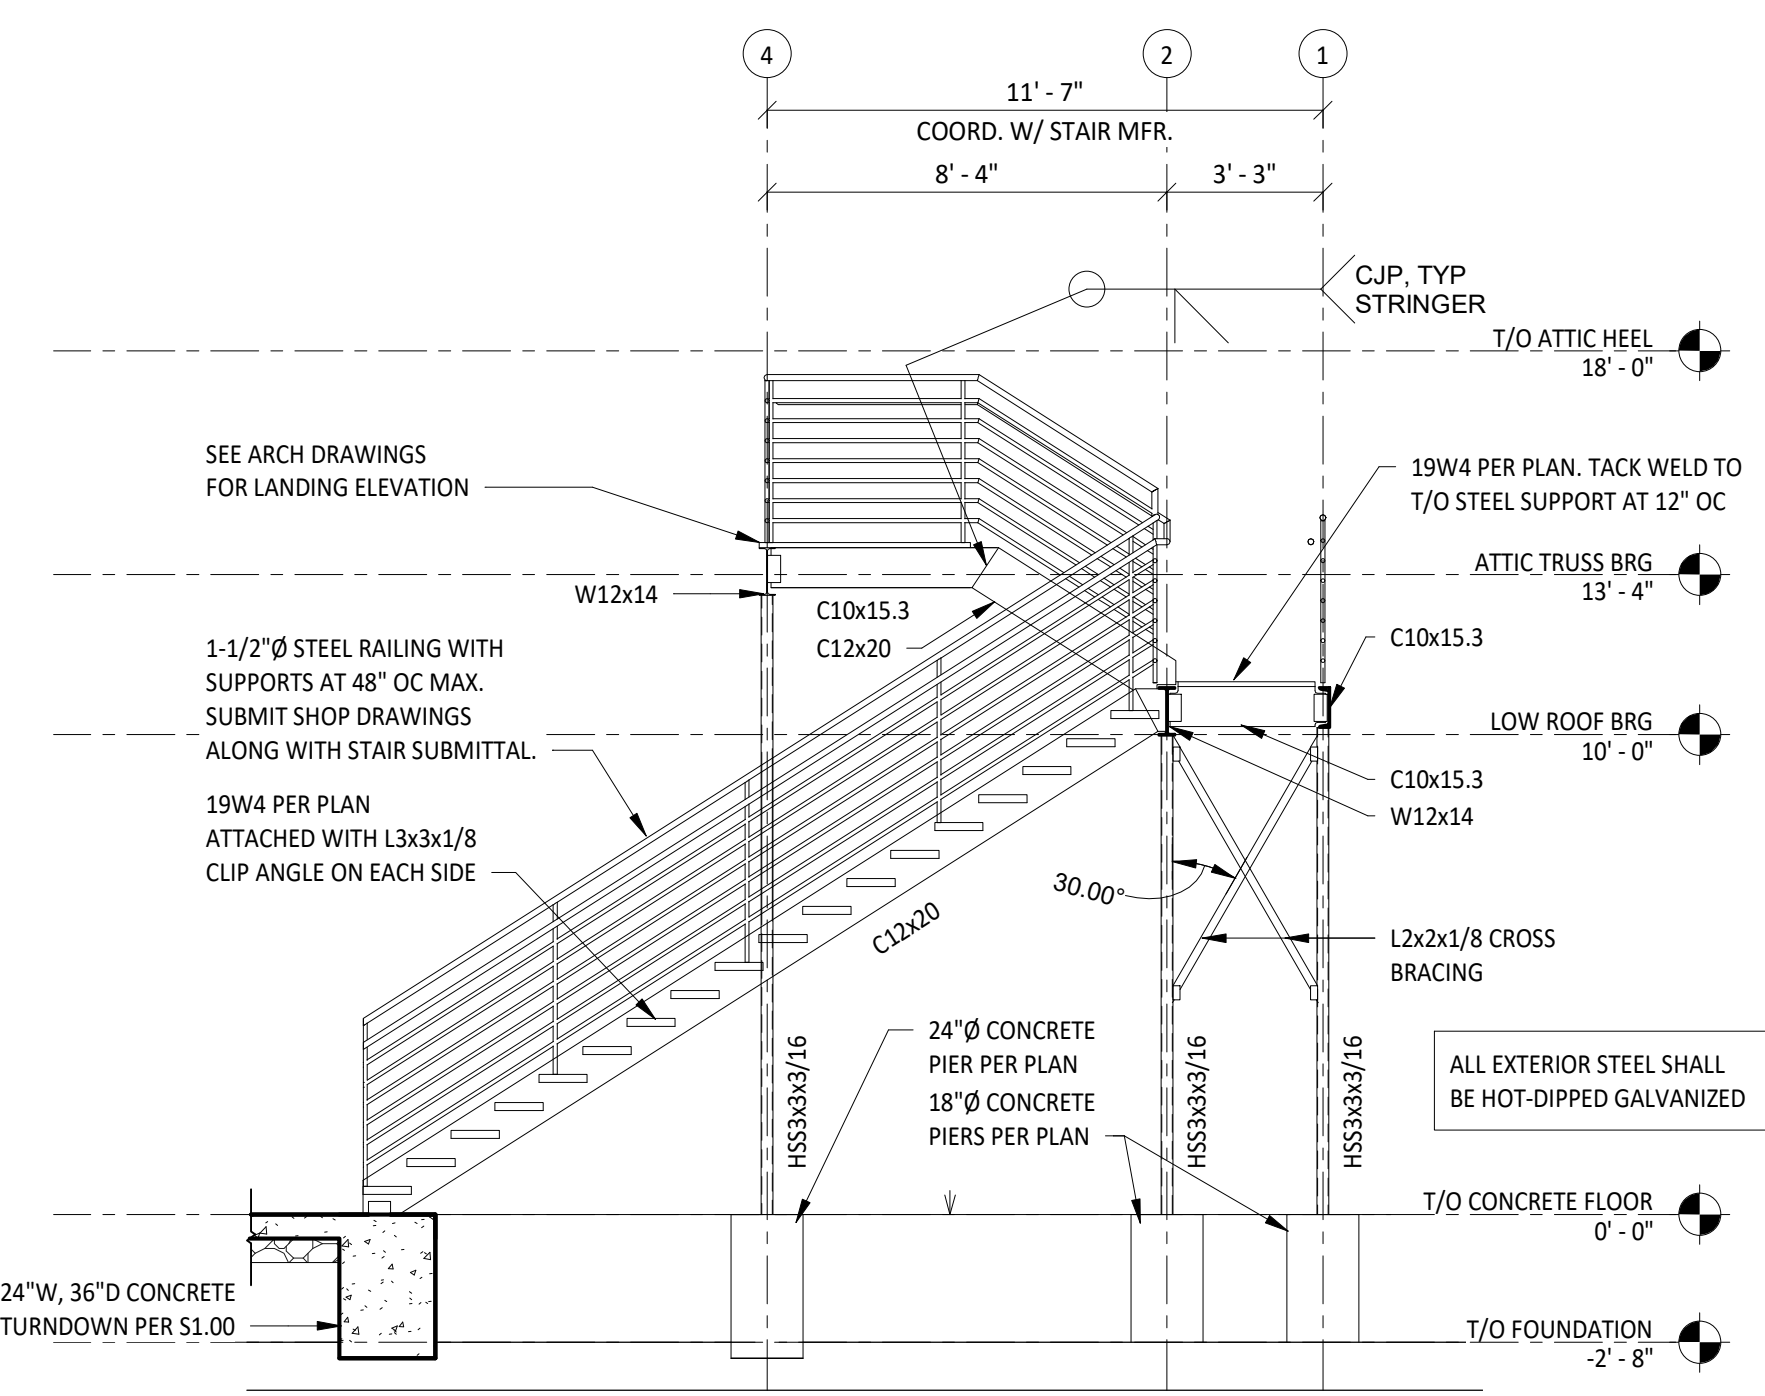 4
2
1
11' - 7"
COORD. W/ STAIR MFR.
8' - 4"
3' - 3"
CJP, TYP
STRINGER
T/O ATTIC HEEL
18' - 0"
SEE ARCH DRAWINGS
FOR LANDING ELEVATION
19W4 PER PLAN. TACK WELD TO
T/O STEEL SUPPORT AT 12" OC
ATTIC TRUSS BRG
13' - 4"
W12x14
C10x15.3
C12x20
C10x15.3
1-1/2"Ø STEEL RAILING WITH
SUPPORTS AT 48" OC MAX.
SUBMIT SHOP DRAWINGS
ALONG WITH STAIR SUBMITTAL.
LOW ROOF BRG
10' - 0"
C10x15.3
W12x14
19W4 PER PLAN
ATTACHED WITH L3x3x1/8
CLIP ANGLE ON EACH SIDE
30.00°
C12x20
L2x2x1/8 CROSS
BRACING
24"Ø CONCRETE
PIER PER PLAN
18"Ø CONCRETE
PIERS PER PLAN
HSS3x3x3/16
HSS3x3x3/16
HSS3x3x3/16
ALL EXTERIOR STEEL SHALL
BE HOT-DIPPED GALVANIZED
T/O CONCRETE FLOOR
0' - 0"
24"W, 36"D CONCRETE
TURNDOWN PER S1.00
T/O FOUNDATION
-2' - 8"